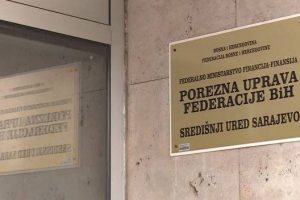 BOSNA I HERCEGOVINA
FEDERACIJA BOSNE I HERCEGOVINE
FEDERALNO MINISTARSTVO FINANCIJA-FINANSIJA
POREZNA UPRAVA
FEDERACIJE BiH
SREDIŠNJI URED SARAJEVO